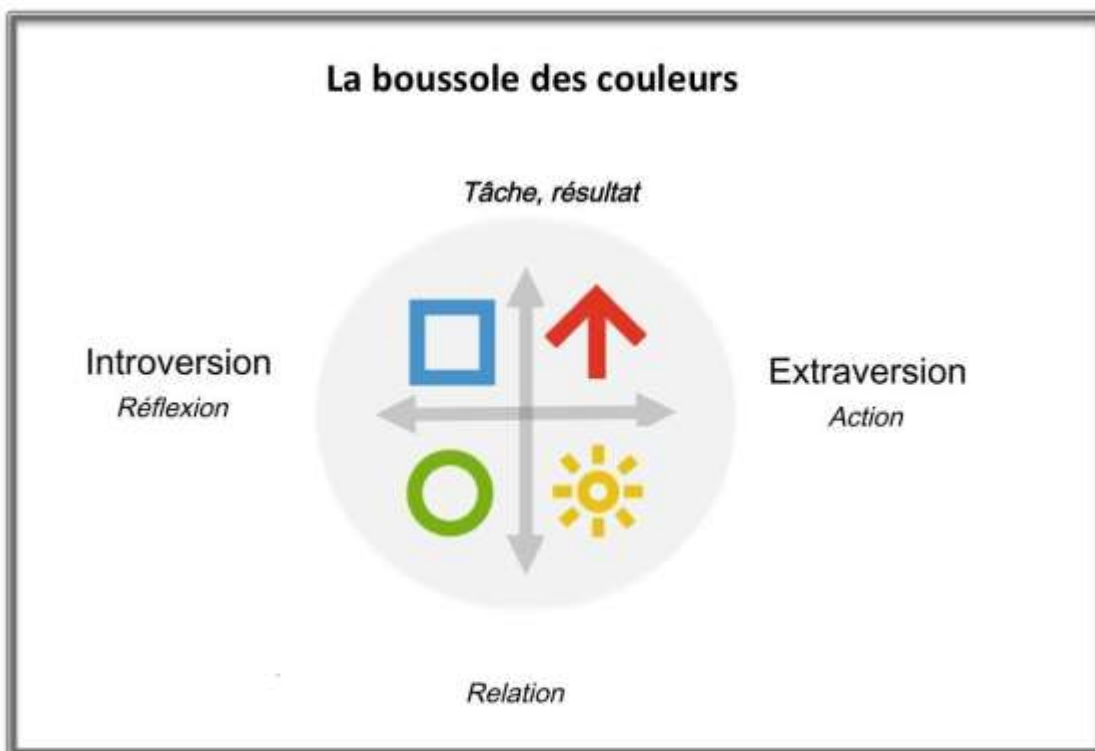 La boussole des couleurs
Tâche, résultat
Introversion
Réflexion
Extraversion
Action
Relation